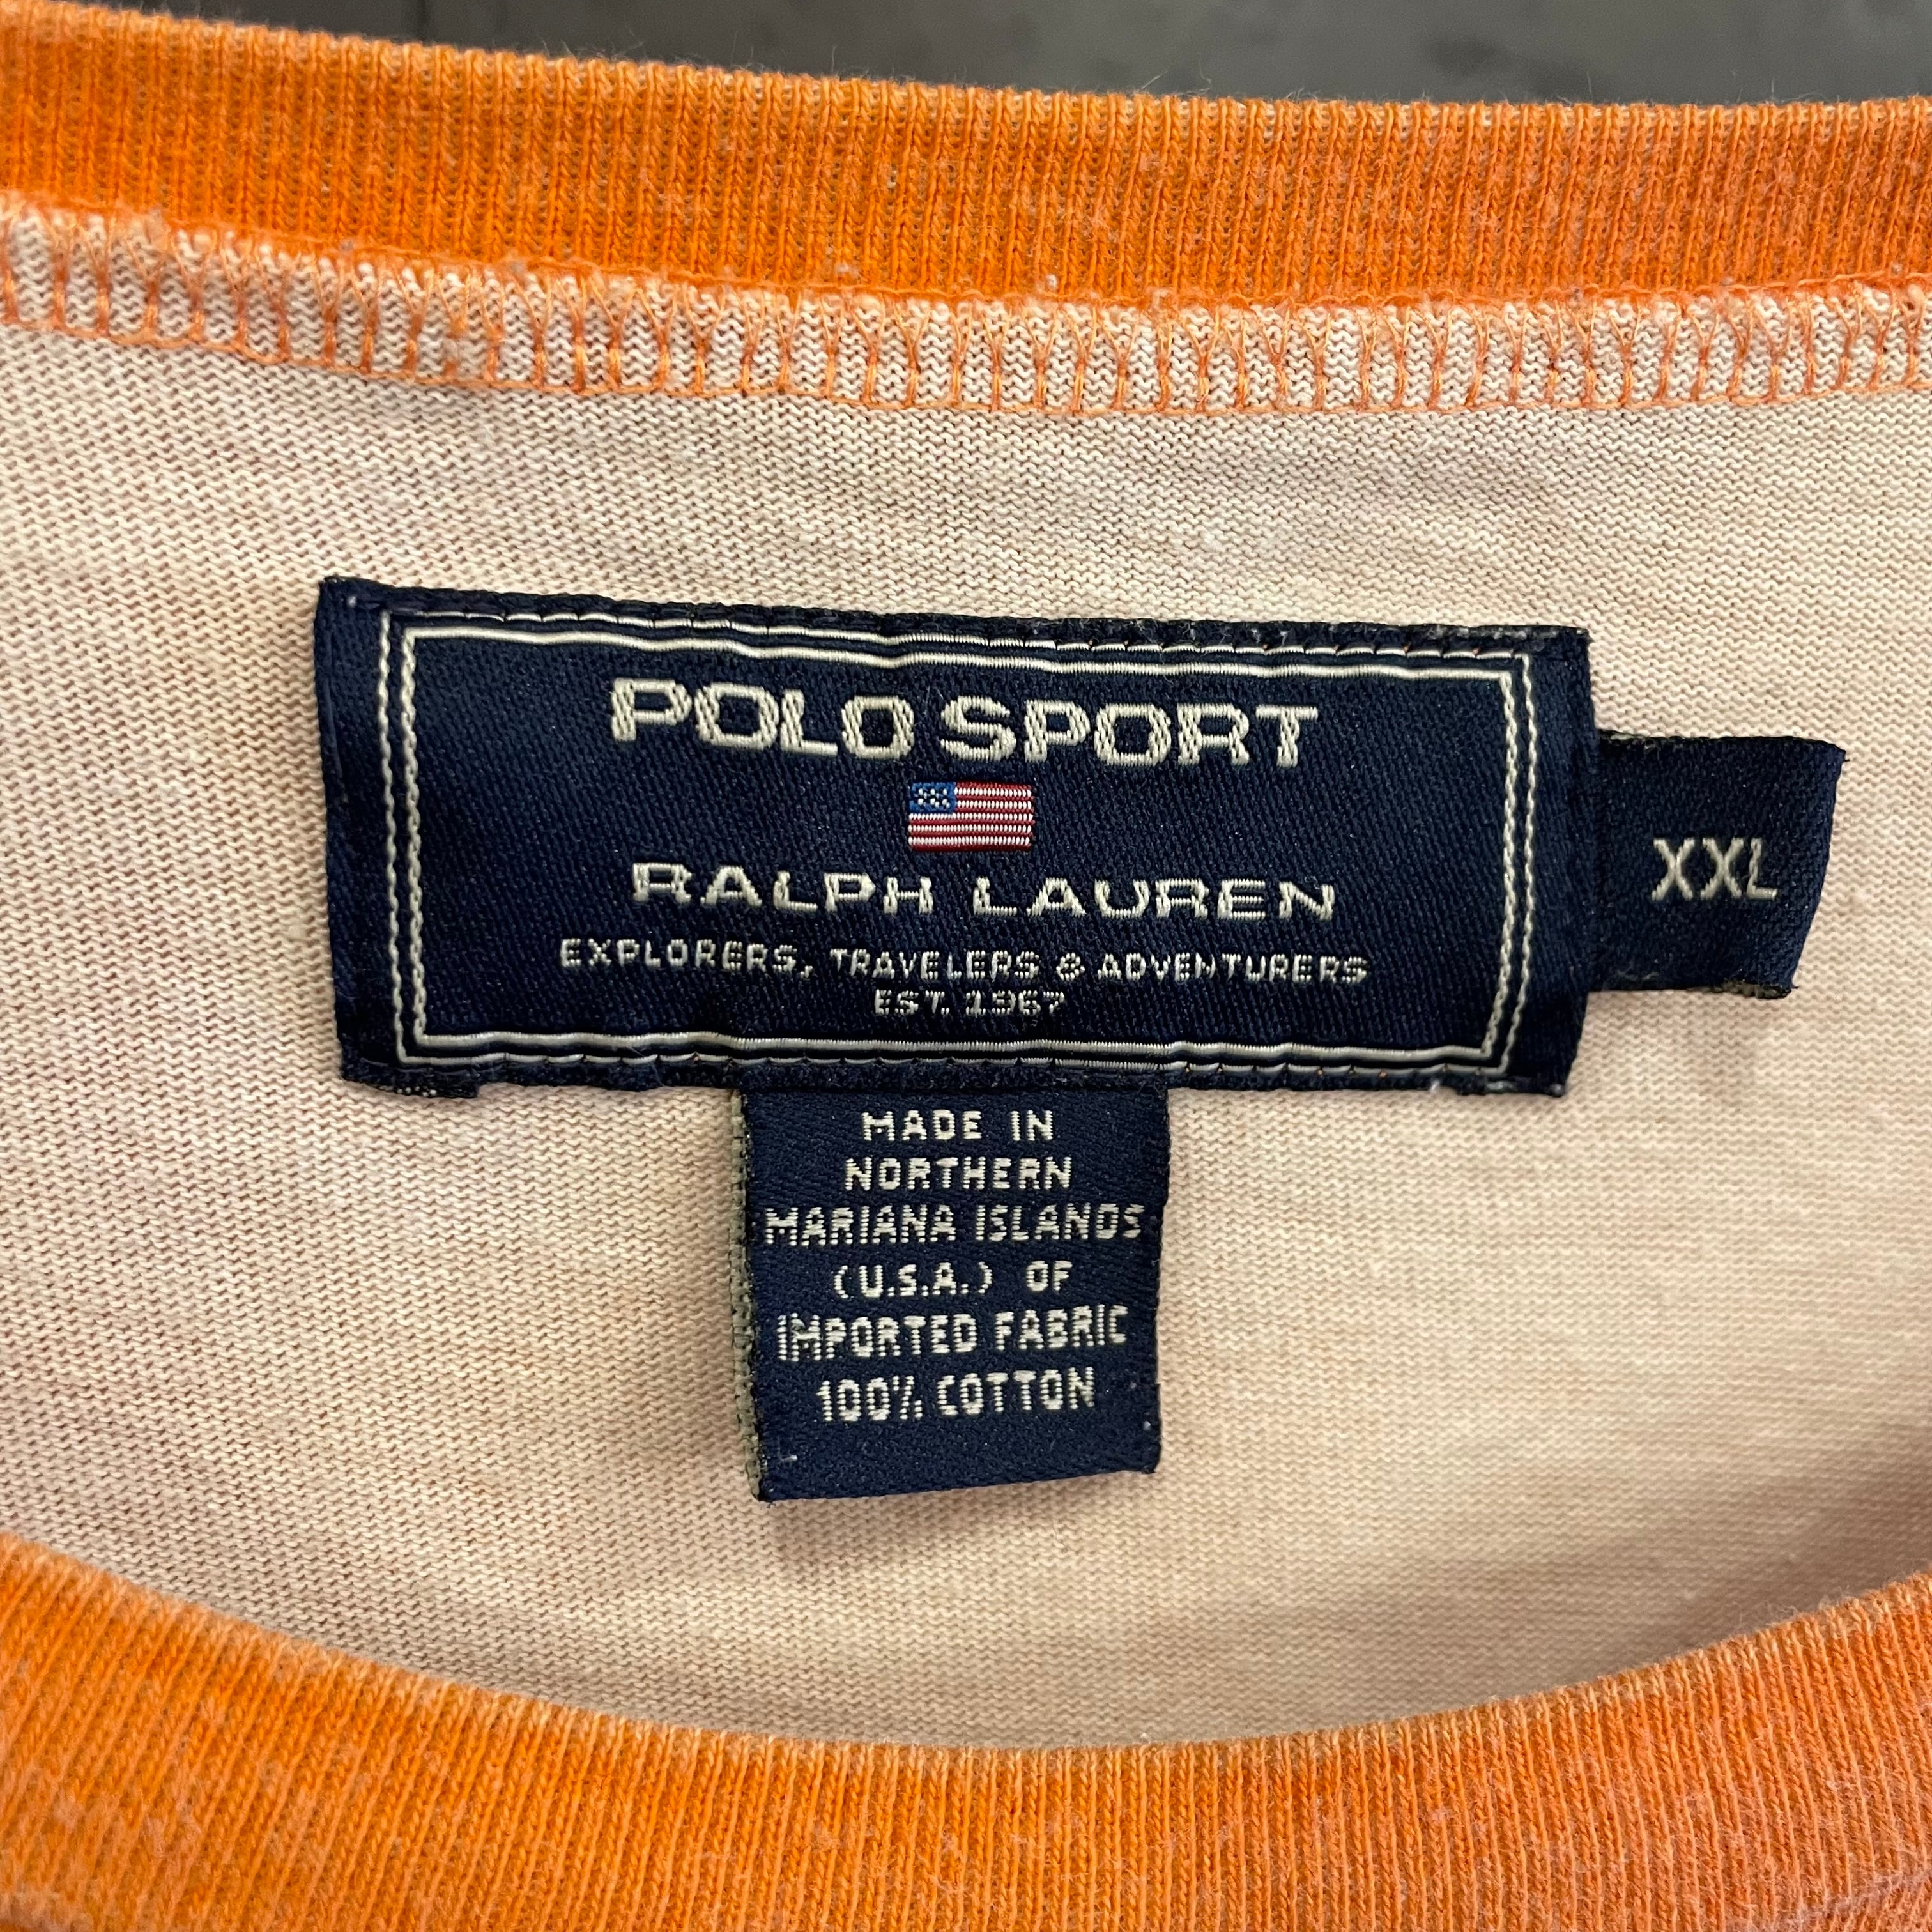 POLO SPORT
RALPH LAUREN
EXPLORERS, TRAVELERS & ADVENTURERS
EST. 1967
XXL
MADE IN
NORTHERN
MARIANA ISLANDS
(U.S.A.) OF
IMPORTED FABRIC
100% COTTON